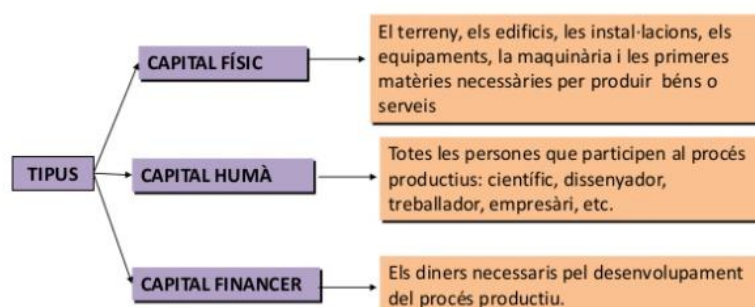 CAPITAL FÍSIC
El terreny, els edificis, les instal·lacions, els
equipaments, la maquinària i les primeres
matèries necessàries per produir béns o
serveis
TIPUS
CAPITAL HUMÀ
Totes les persones que participen al procés
productius: científic, dissenyador,
treballador, empresàri, etc.
CAPITAL FINANCER
Els diners necessaris pel desenvolupament
del procés productiu.